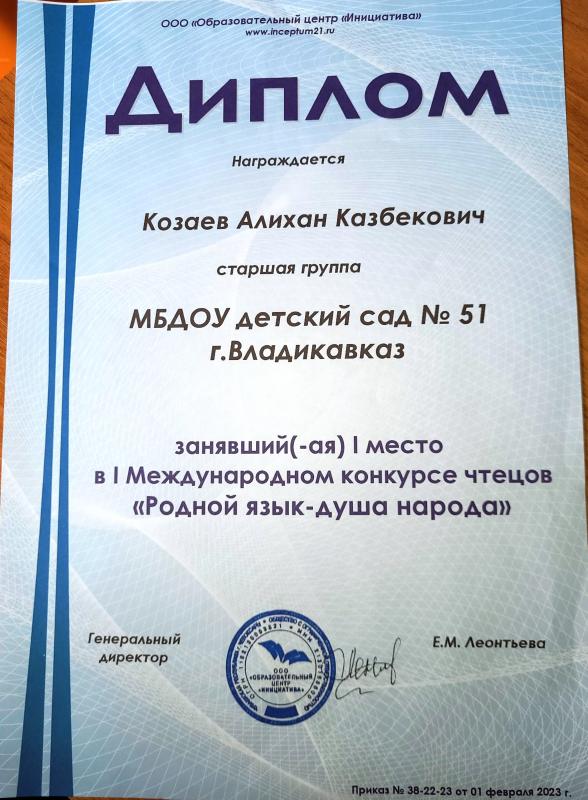 ООО «Образовательный центр «Инициатива»
www.inceptum21.ru
Диплом
Награждается
Козаев Алихан Казбекович
старшая группа
МБДОУ детский сад № 51
г.Владикавказ
занявший(-ая) I место
в I Международном конкурсе чтецов
«Родной язык-душа народа»
Генеральный
директор
ООО
«ОБРАЗОВАТЕЛЬНЫЙ
ЦЕНТР
«ИНИЦИАТИВА»
Е.М. Леонтьева
Приказ № 38-22-23 от 01 февраля 2023 г.